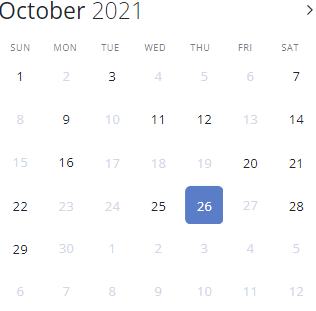 October 2021 >
SUN MON TUE WED THU FRI SAT
1 2 3 4 5 6 7
8 9 10 11 12 13 14
15 16 17 18 19 20 21
22 23 24 25 26 27 28
29 30 1 2 3 4 5
6 7 8 9 10 11 12